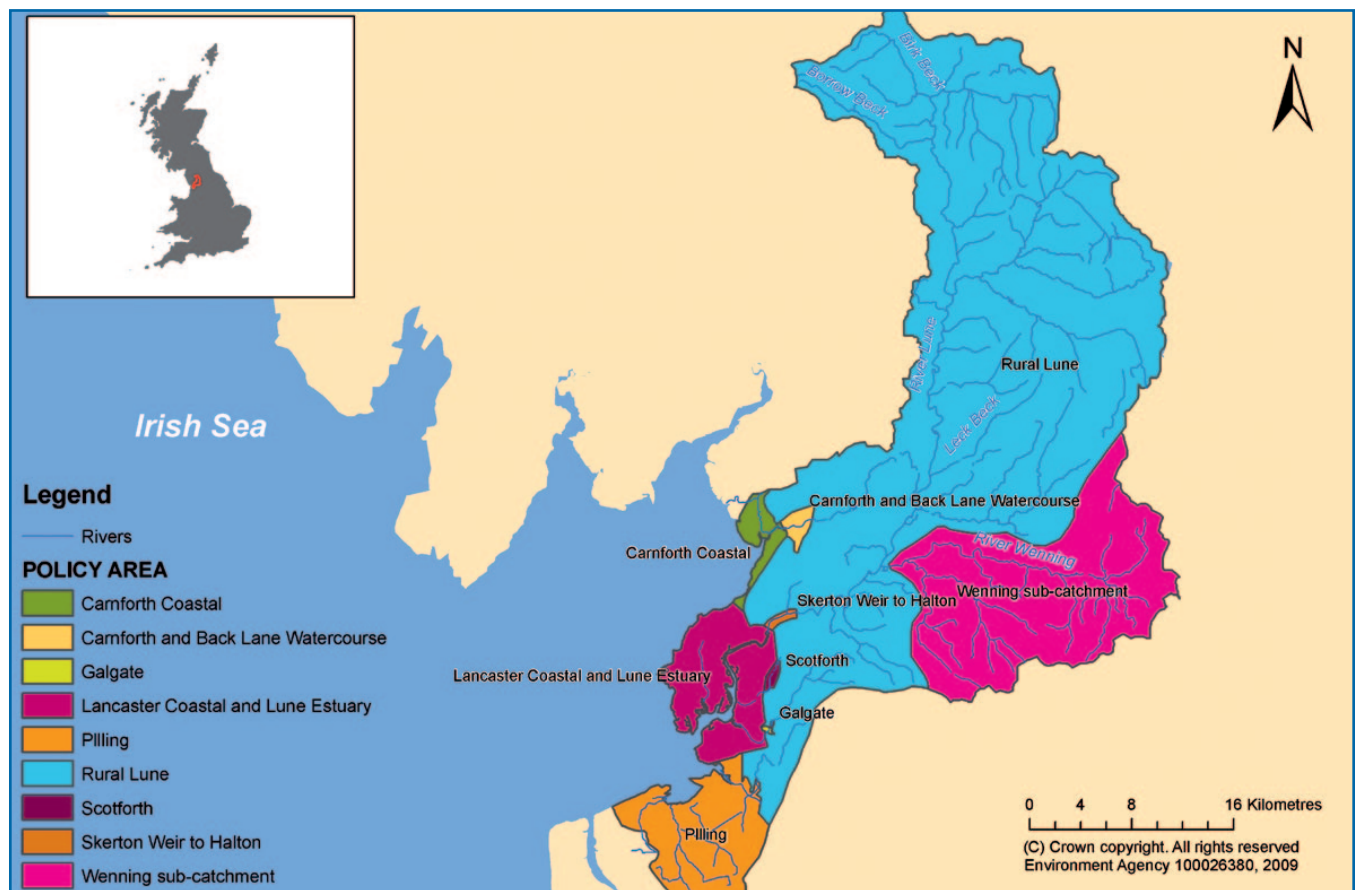 N
Birk Beck
Borrow Beck
River Lune
Rural Lune
Leck Beck
Irish Sea
Carnforth and Back Lane Watercourse
Carnforth Coastal
River Wenning
Wenning sub-catchment
Skerton Weir to Halton
Scotforth
Lancaster Coastal and Lune Estuary
Galgate
PIlling
Legend
Rivers
POLICY AREA
Carnforth Coastal
Carnforth and Back Lane Watercourse
Galgate
Lancaster Coastal and Lune Estuary
PIlling
Rural Lune
Scotforth
Skerton Weir to Halton
Wenning sub-catchment
0 4 8 16 Kilometres
(C) Crown copyright. All rights reserved
Environment Agency 100026380, 2009